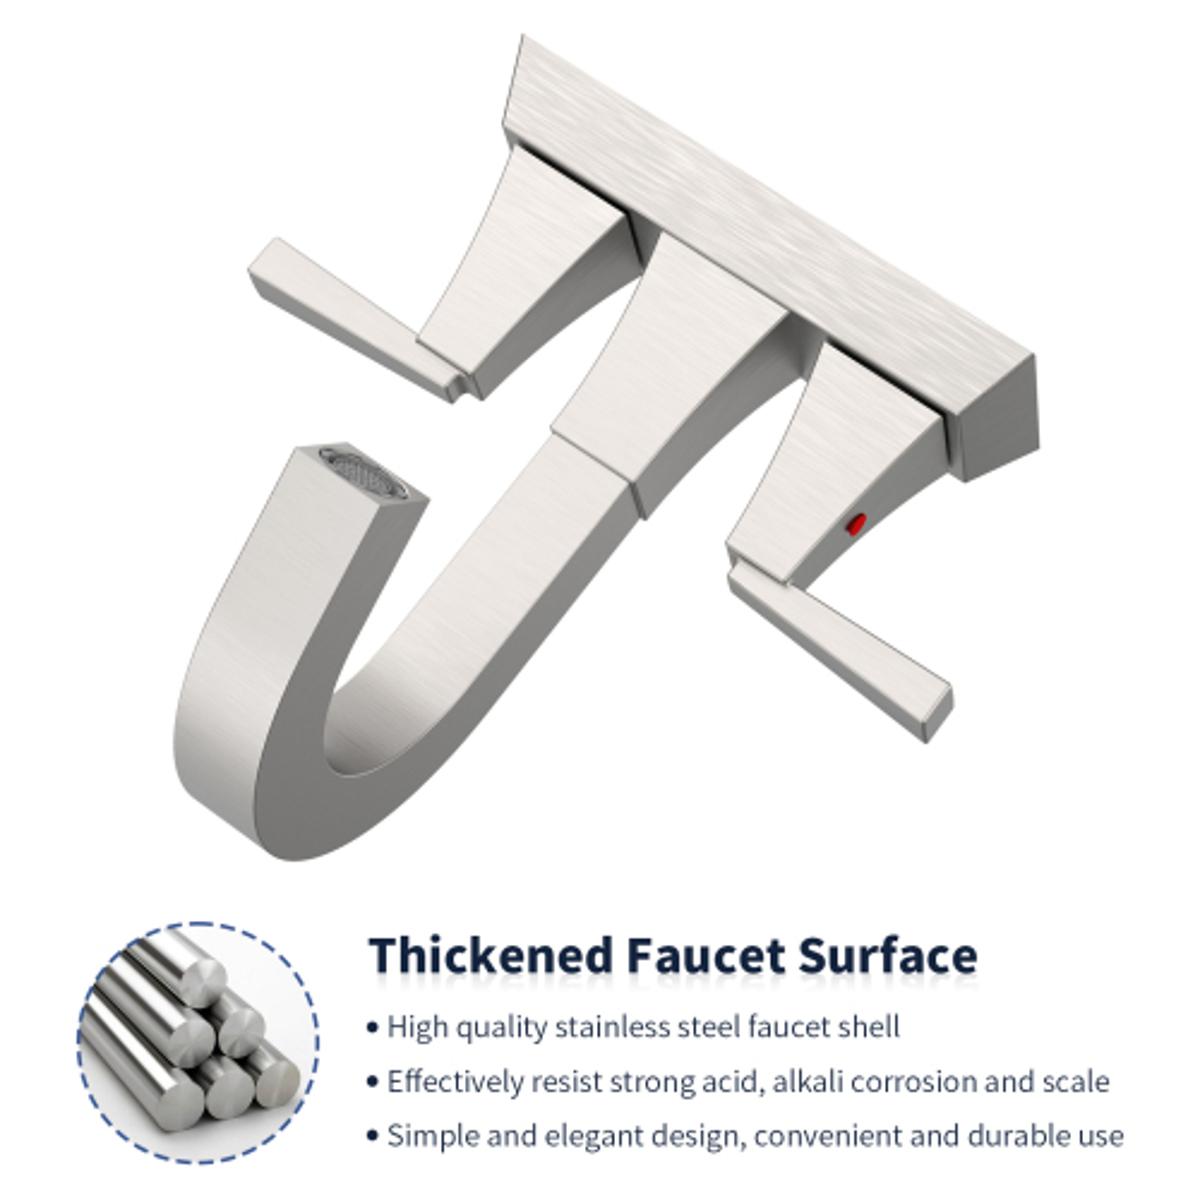 Thickened Faucet Surface
• High quality stainless steel faucet shell
• Effectively resist strong acid, alkali corrosion and scale
• Simple and elegant design, convenient and durable use